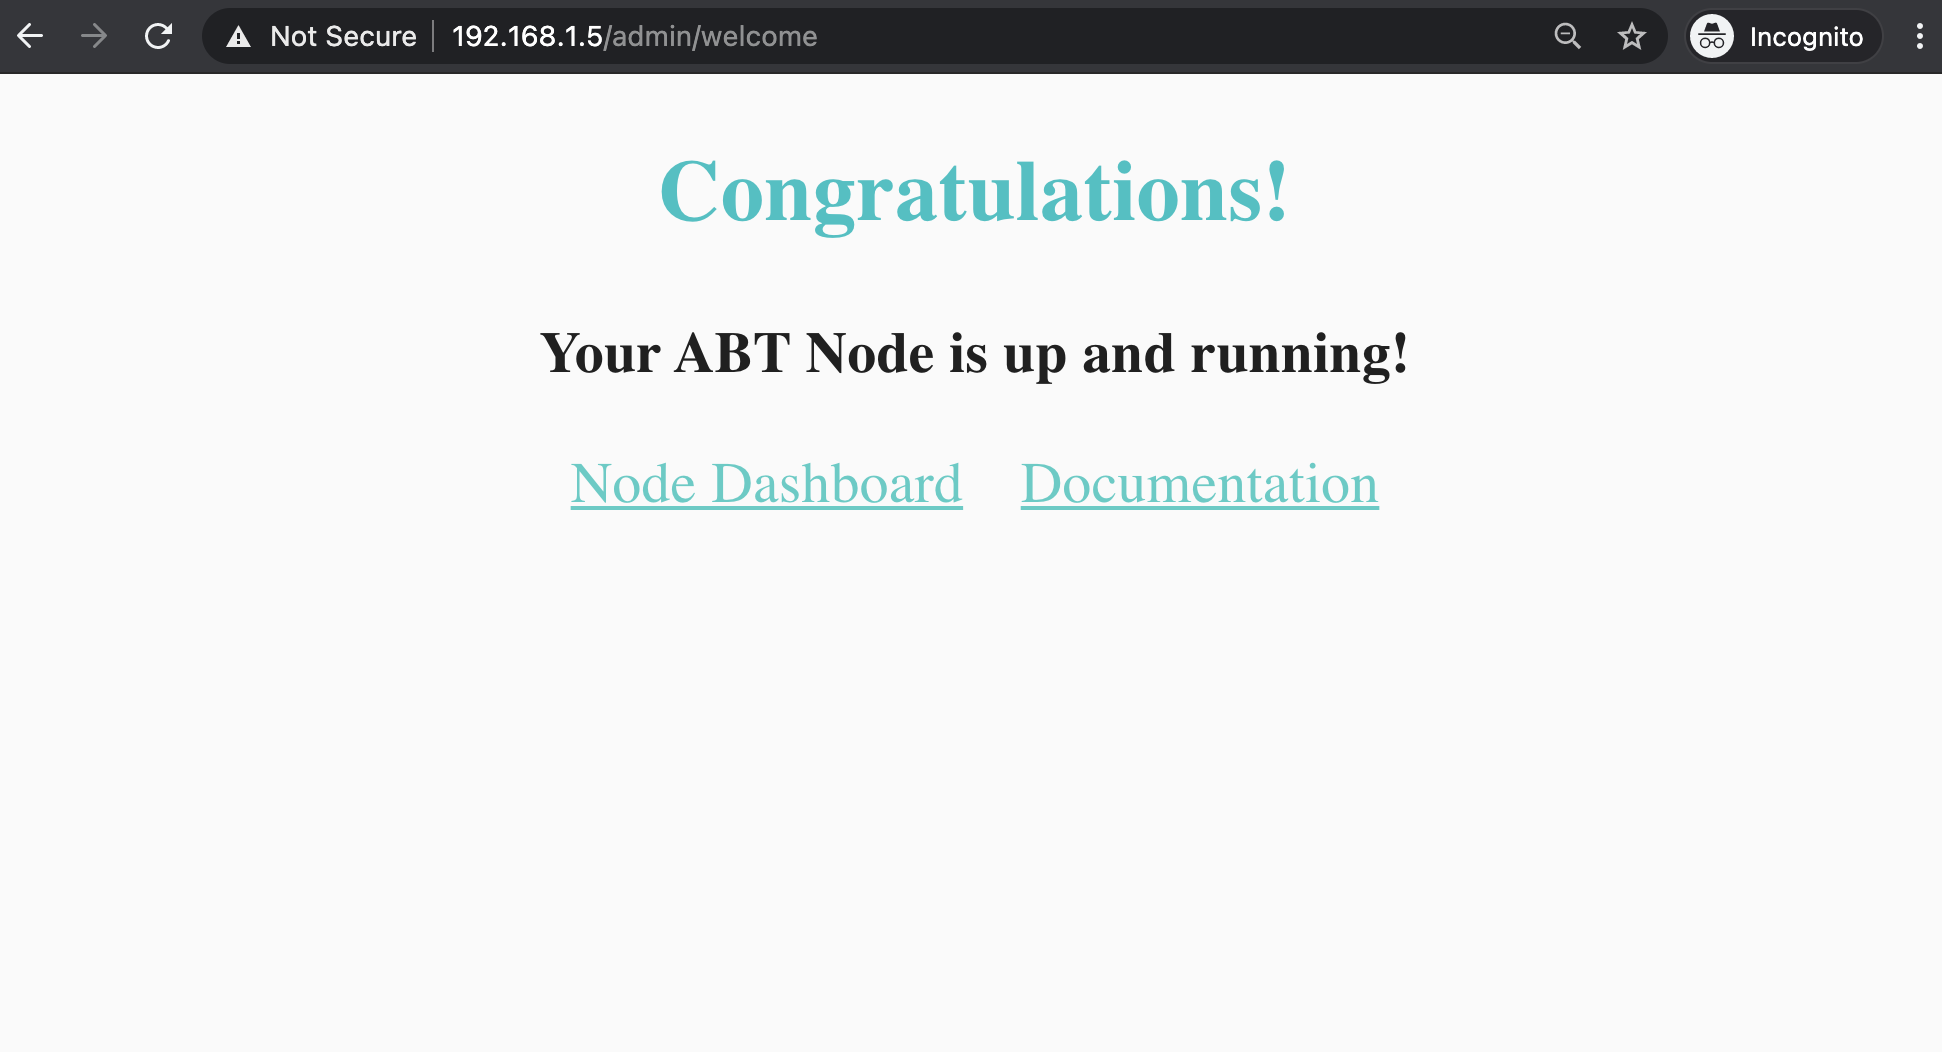 Not Secure 192.168.1.5/admin/welcome Incognito
Congratulations!
Your ABT Node is up and running!
Node Dashboard Documentation